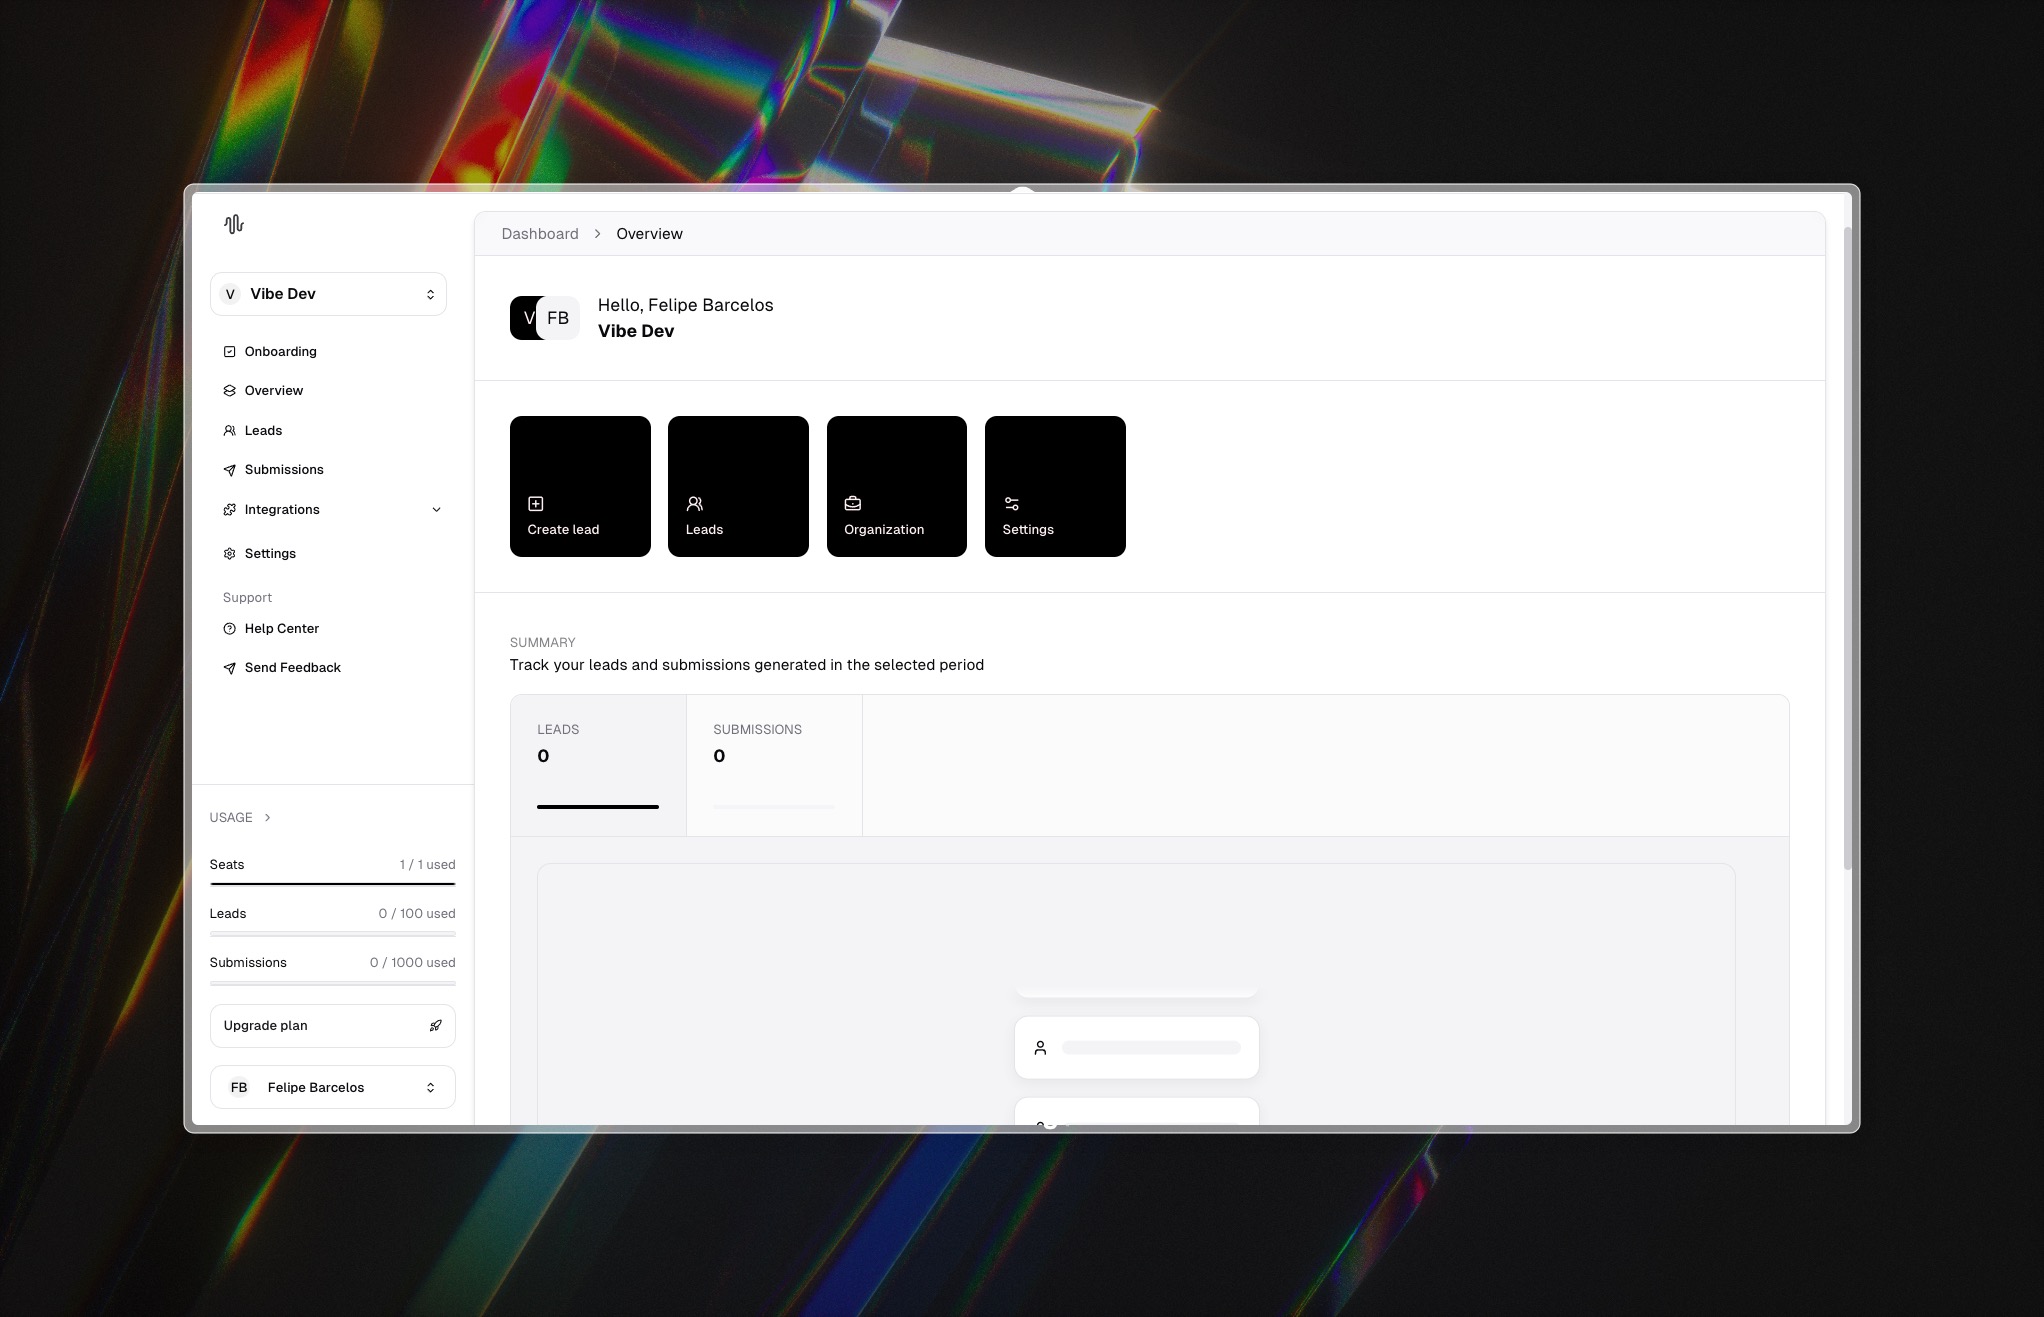 Dashboard > Overview
V Vibe Dev
Onboarding
Overview
Leads
Submissions
Integrations
Settings
Support
Help Center
Send Feedback
USAGE >
Seats 1 / 1 used
Leads 0 / 100 used
Submissions 0 / 1000 used
Upgrade plan
FB Felipe Barcelos
V FB
Hello, Felipe Barcelos
Vibe Dev
Create lead
Leads
Organization
Settings
SUMMARY
Track your leads and submissions generated in the selected period
LEADS
0
SUBMISSIONS
0